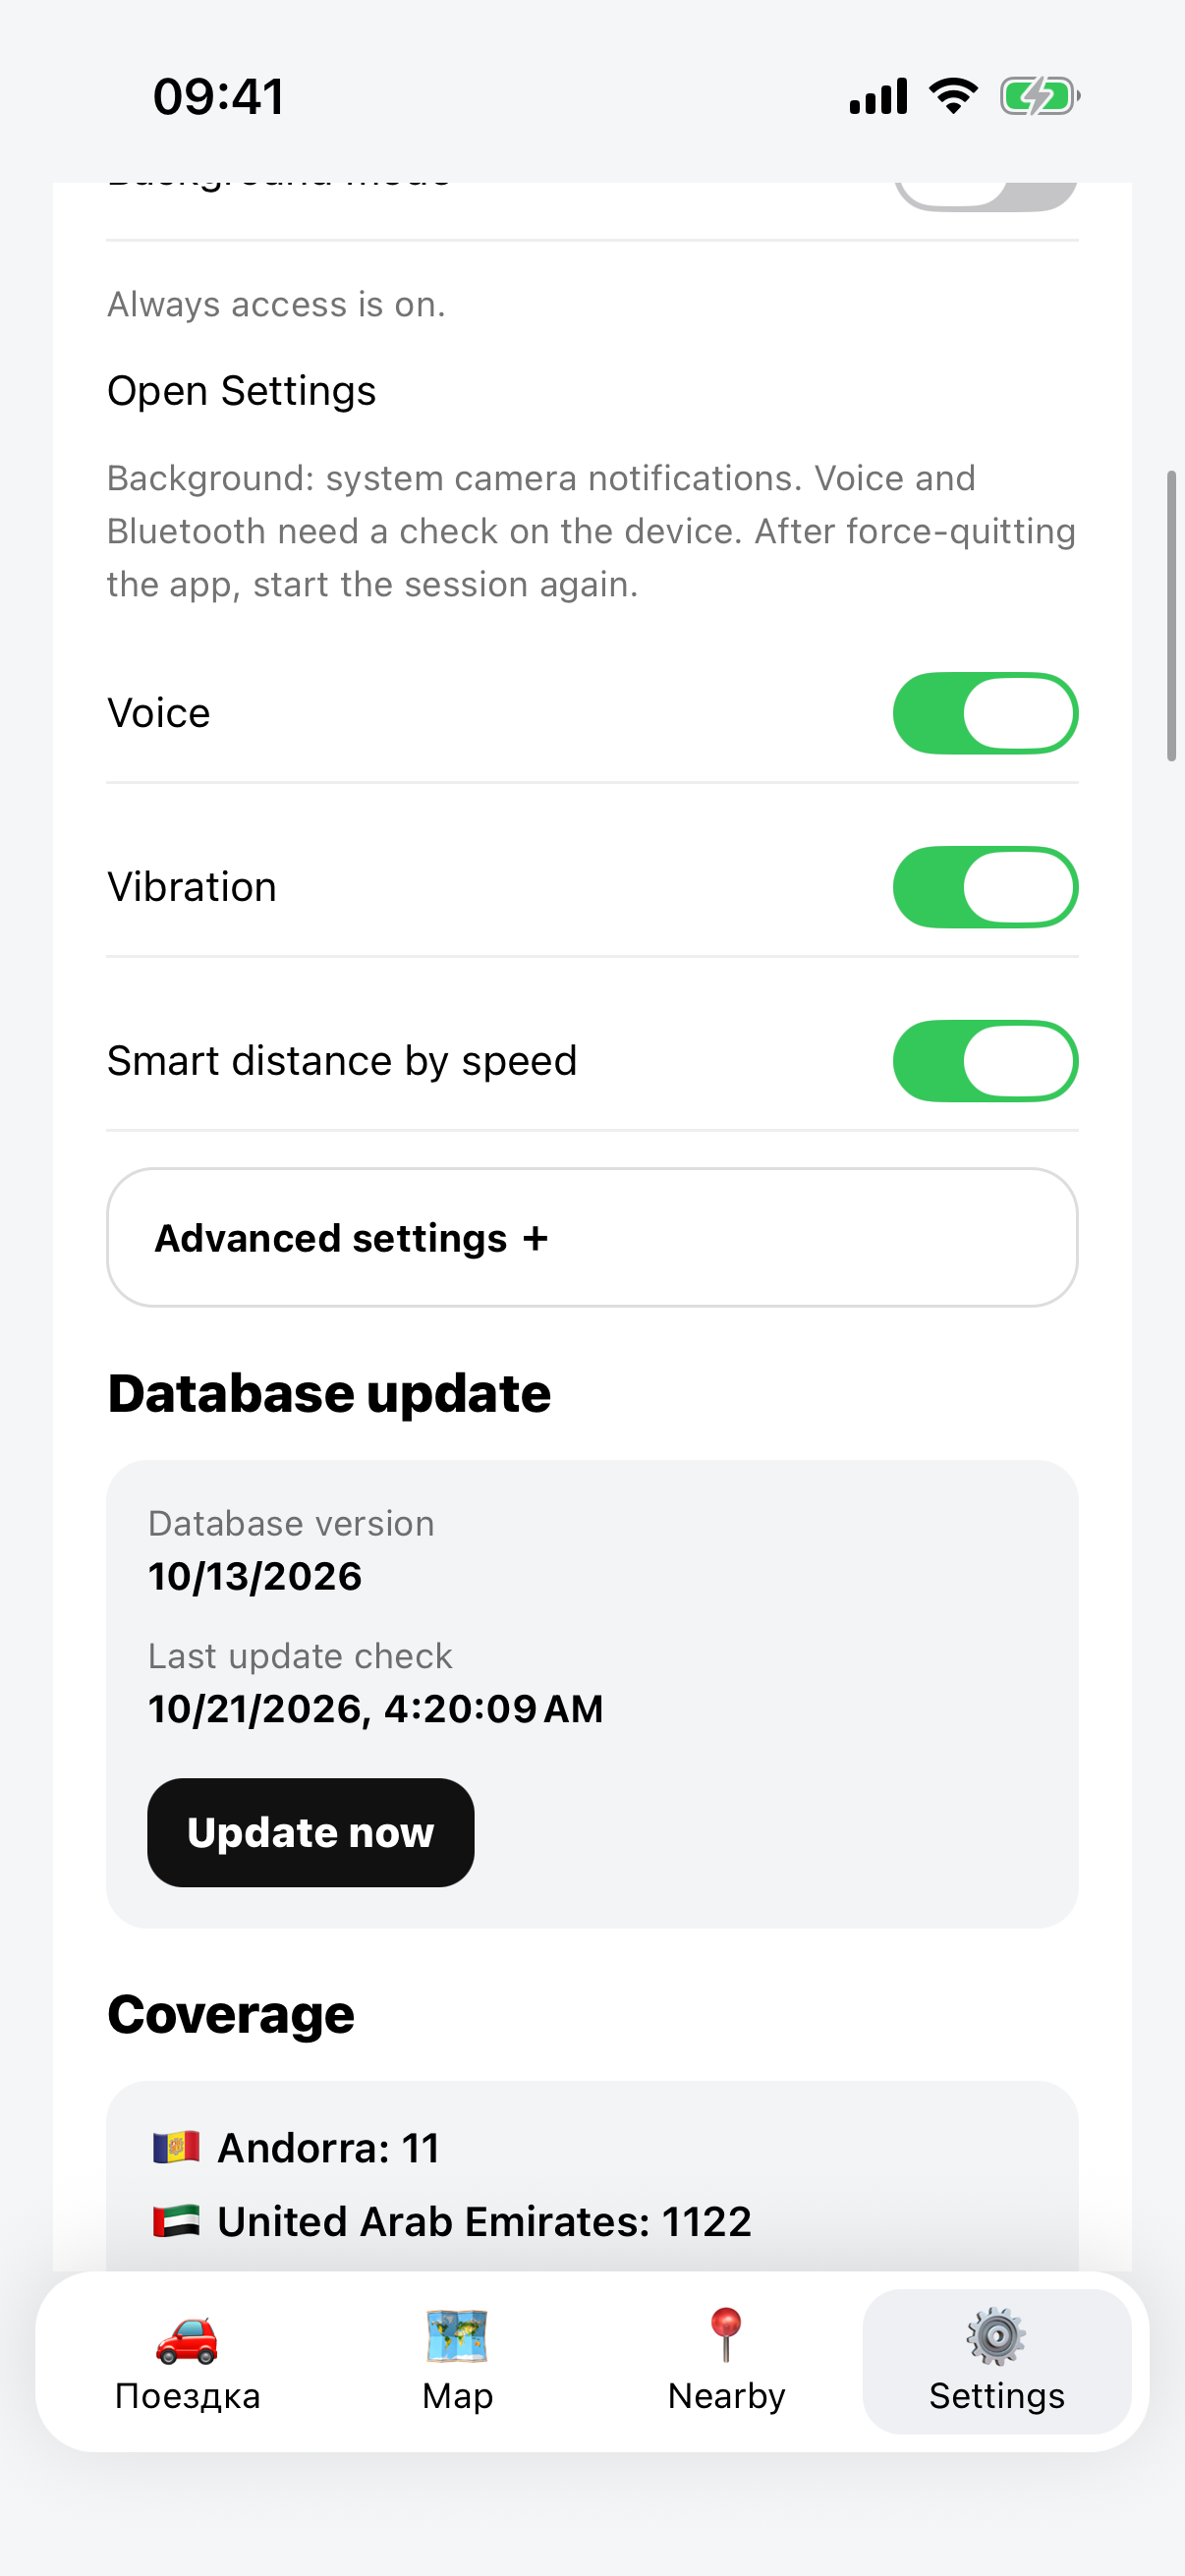 09:41
Background mode
Always access is on.
Open Settings
Background: system camera notifications. Voice and
Bluetooth need a check on the device. After force-quitting
the app, start the session again.
Voice
Vibration
Smart distance by speed
Advanced settings +
Database update
Database version
10/13/2026
Last update check
10/21/2026, 4:20:09 AM
Update now
Coverage
Andorra: 11
United Arab Emirates: 1122
Поездка
Map
Nearby
Settings